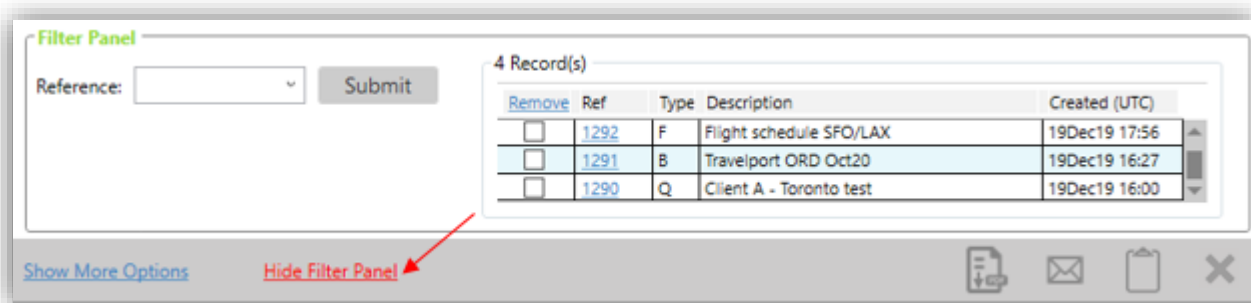 Filter Panel
Reference:
Submit
4 Record(s)
Remove Ref Type Description Created (UTC)
1292 F Flight schedule SFO/LAX 19Dec19 17:56
1291 B Travelport ORD Oct20 19Dec19 16:27
1290 Q Client A - Toronto test 19Dec19 16:00
Show More Options
Hide Filter Panel